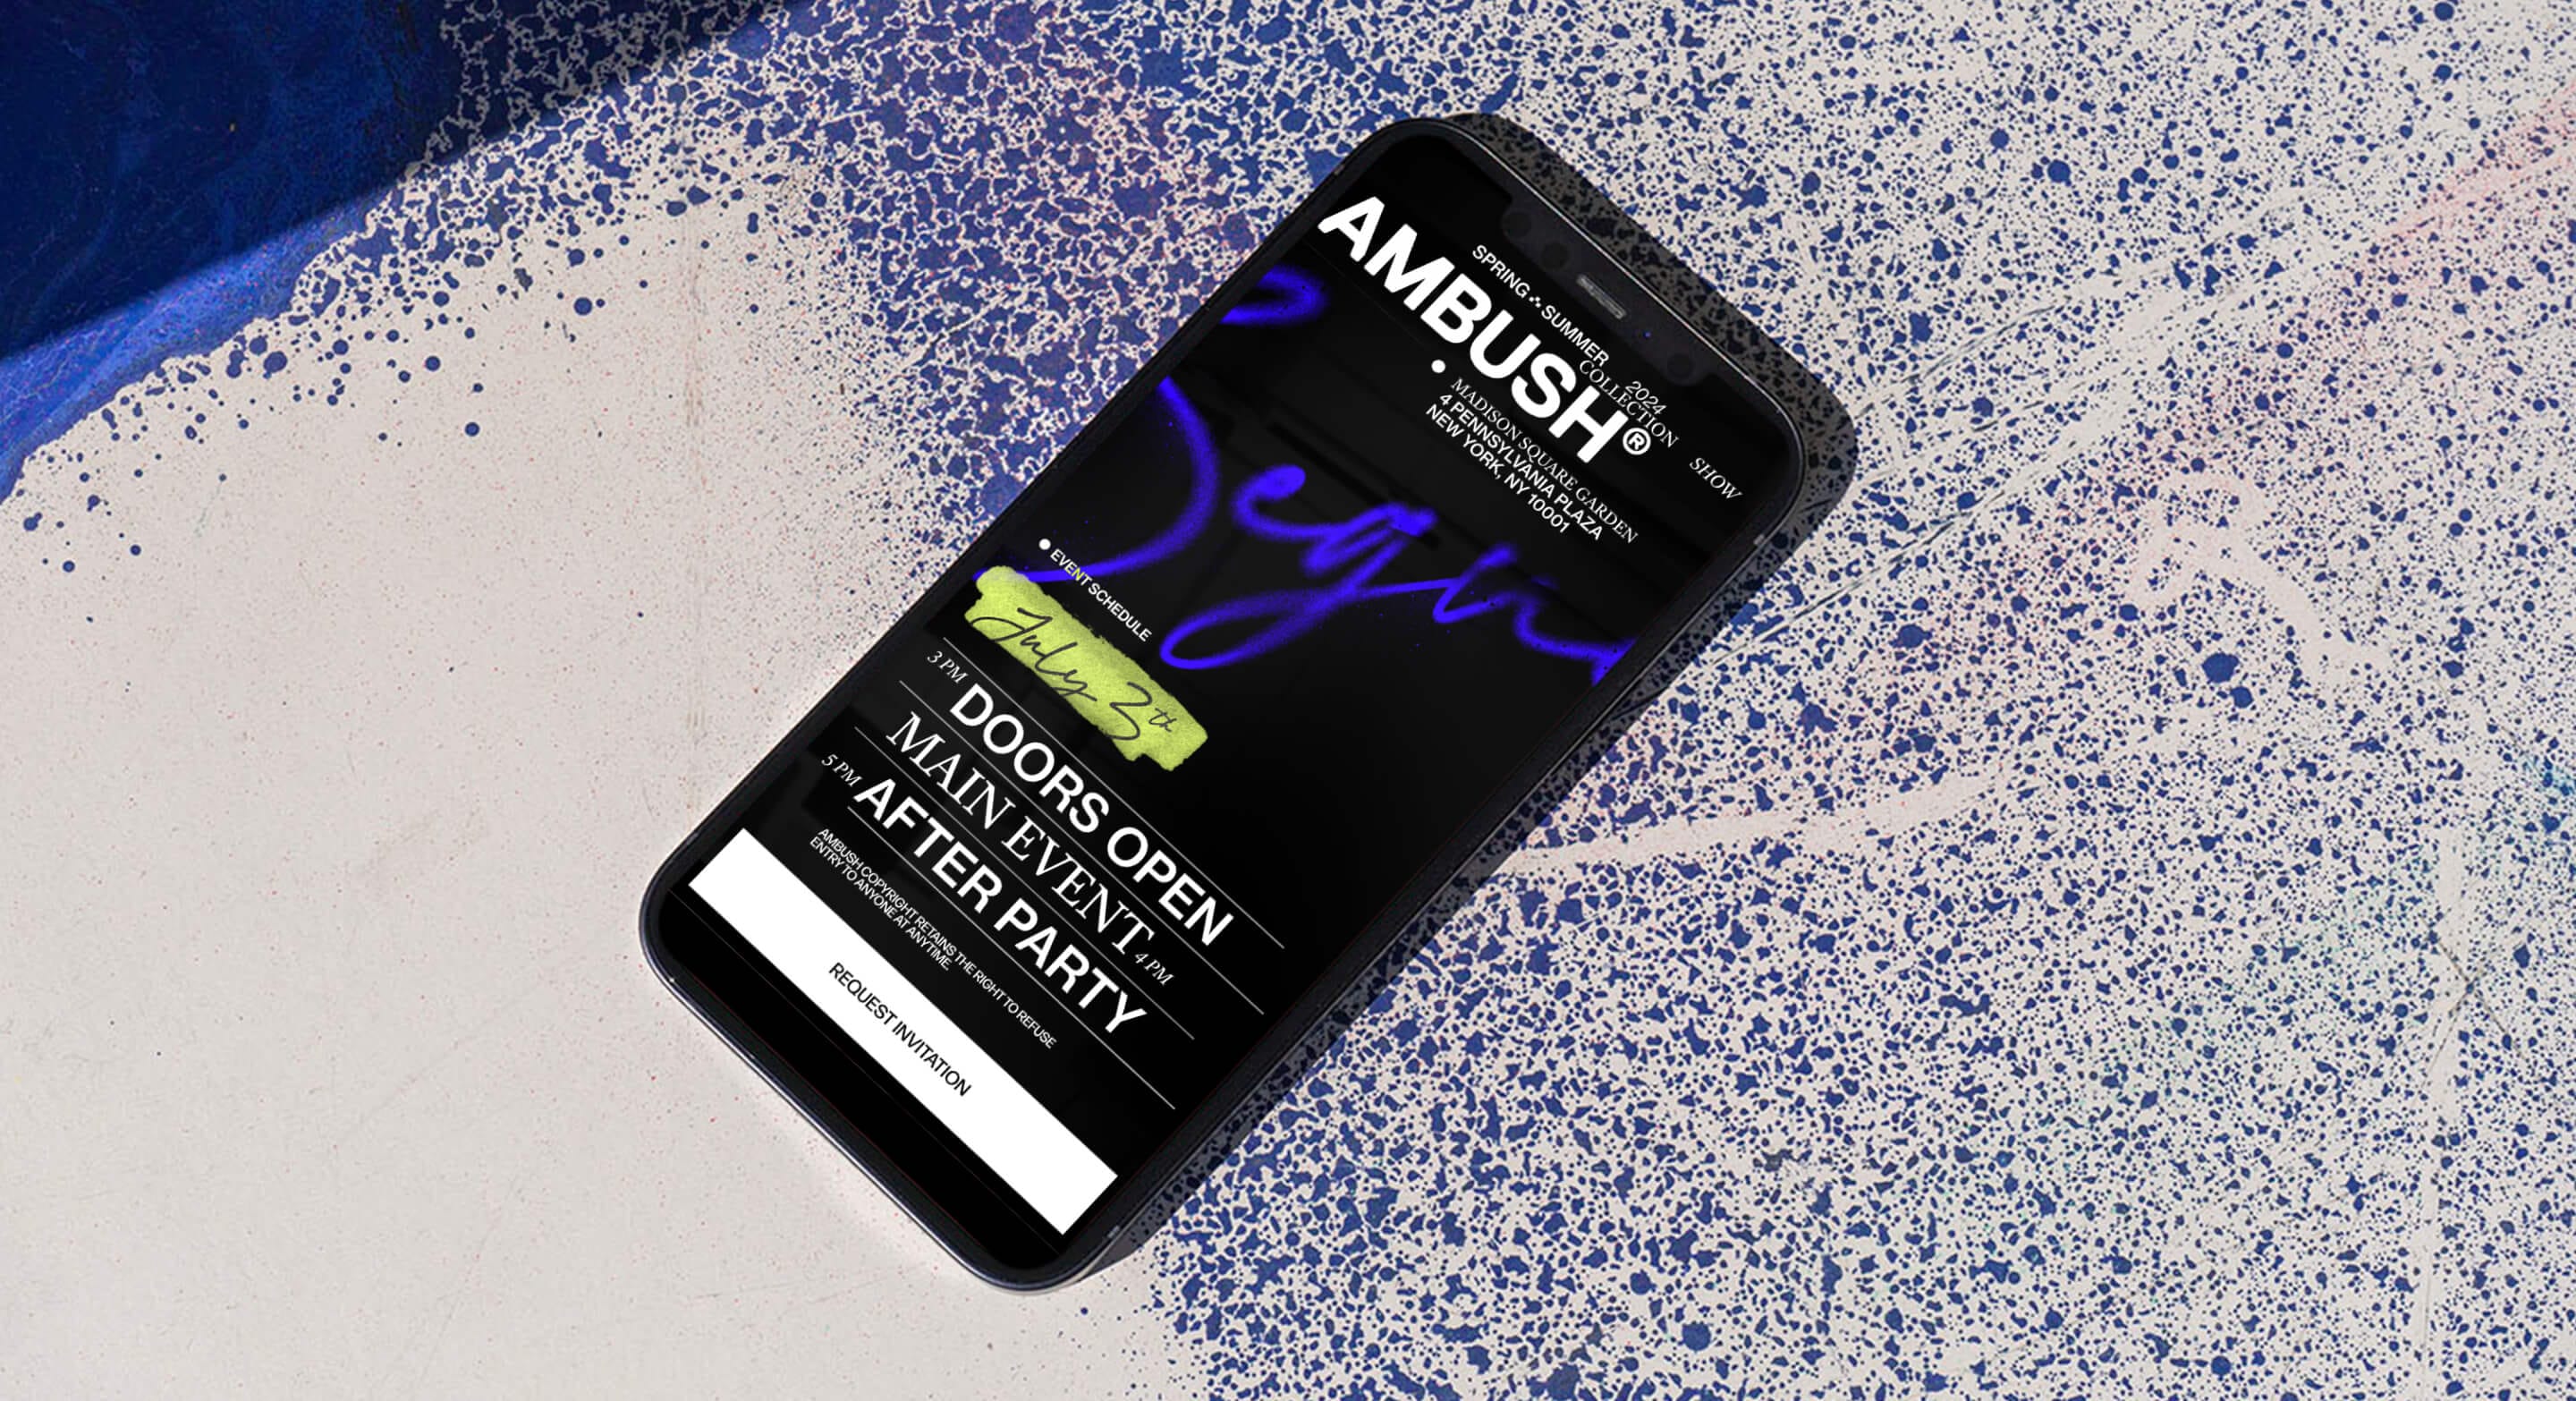 SPRING ⛬ SUMMER
2024
COLLECTION
SHOW
AMBUSH®
MADISON SQUARE GARDEN
4 PENNSYLVANIA PLAZA
NEW YORK, NY 10001
EVENT SCHEDULE
July 3th
3 PM DOORS OPEN
MAIN EVENT 4 PM
5 PM AFTER PARTY
AMBUSH COPYRIGHT RETAINS THE RIGHT TO REFUSE
ENTRY TO ANYONE AT ANYTIME.
REQUEST INVITATION